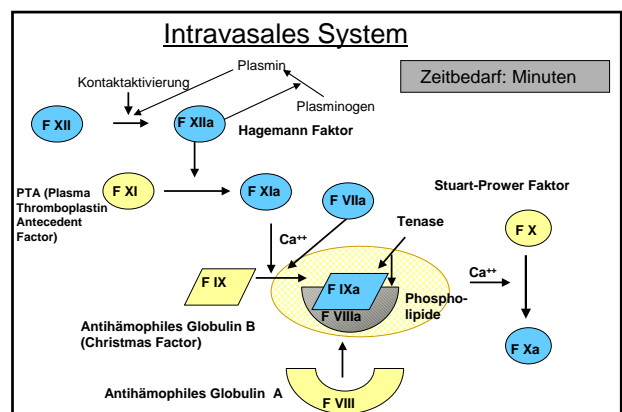 Intravasales System
Plasmin
Kontaktaktivierung
Zeitbedarf: Minuten
Plasminogen
F XII
F XIIa
Hagemann Faktor
PTA (Plasma
Thromboplastin
Antecedent
Factor)
F XI
F XIa
F VIIa
Stuart-Prower Faktor
Tenase
F X
Ca++
Ca++
F IX
F IXa
F VIIIa
Phospho-
lipide
Antihämophiles Globulin B
(Christmas Factor)
F Xa
Antihämophiles Globulin A
F VIII